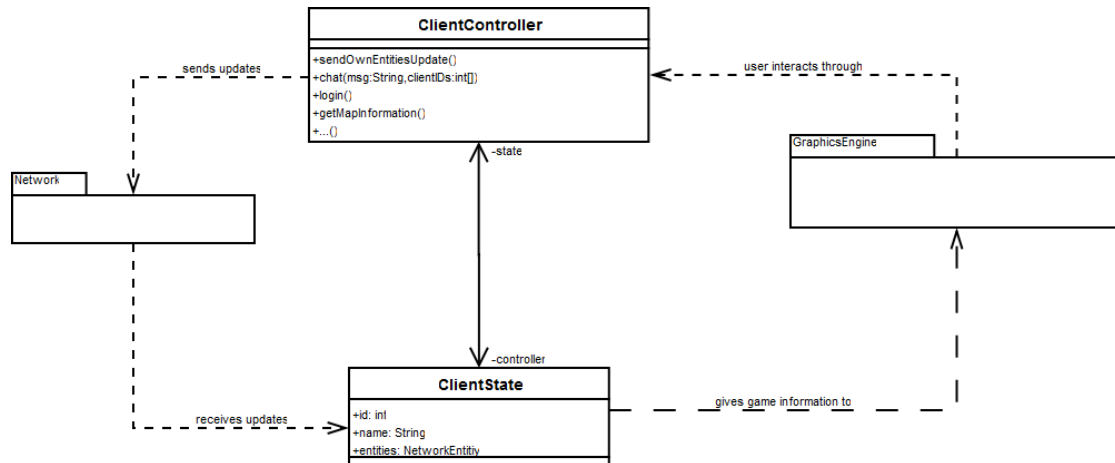 ClientController
+sendOwnEntitiesUpdate()
+chat(msg:String,clientIDs:int[])
+login()
+getMapInformation()
+...()
sends updates
user interacts through
-state
GraphicsEngine
Network
-controller
ClientState
+id: int
+name: String
+entities: NetworkEntitiy
receives updates
gives game information to